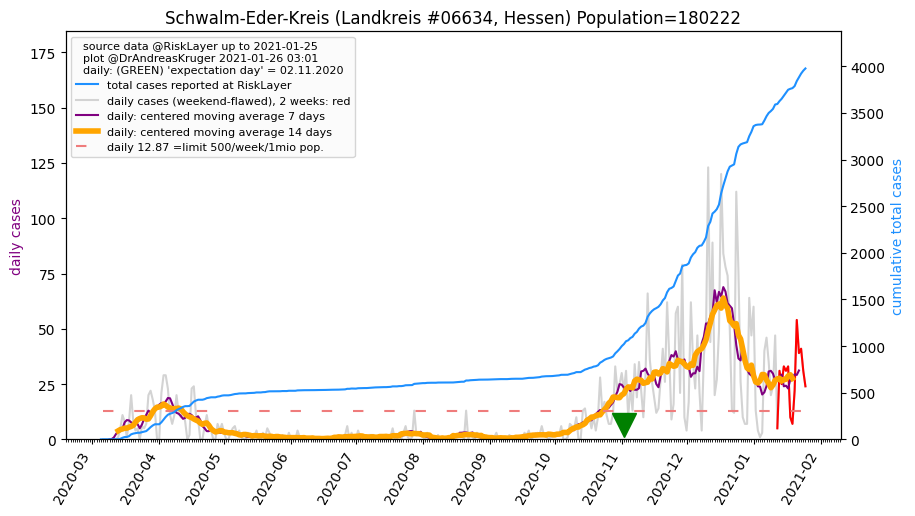 Schwalm-Eder-Kreis (Landkreis #06634, Hessen) Population=180222
source data @RiskLayer up to 2021-01-25
plot @DrAndreasKruger 2021-01-26 03:01
daily: (GREEN) 'expectation day' = 02.11.2020
total cases reported at RiskLayer
daily cases (weekend-flawed), 2 weeks: red
daily: centered moving average 7 days
daily: centered moving average 14 days
daily 12.87 =limit 500/week/1mio pop.
daily cases
175
150
125
100
75
50
25
0
cumulative total cases
4000
3500
3000
2500
2000
1500
1000
500
0
2020-03
2020-04
2020-05
2020-06
2020-07
2020-08
2020-09
2020-10
2020-11
2020-12
2021-01
2021-02